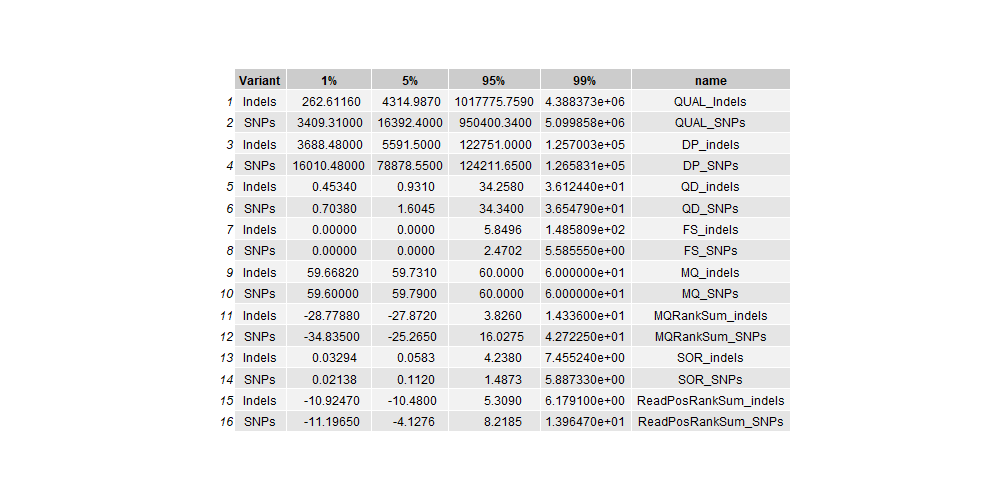 Variant 1% 5% 95% 99% name
1 Indels 262.61160 4314.9870 1017775.7590 4.388373e+06 QUAL_Indels
2 SNPs 3409.31000 16392.4000 950400.3400 5.099858e+06 QUAL_SNPs
3 Indels 3688.48000 5591.5000 122751.0000 1.257003e+05 DP_indels
4 SNPs 16010.48000 78878.5500 124211.6500 1.265831e+05 DP_SNPs
5 Indels 0.45340 0.9310 34.2580 3.612440e+01 QD_indels
6 SNPs 0.70380 1.6045 34.3400 3.654790e+01 QD_SNPs
7 Indels 0.00000 0.0000 5.8496 1.485809e+02 FS_indels
8 SNPs 0.00000 0.0000 2.4702 5.585550e+00 FS_SNPs
9 Indels 59.66820 59.7310 60.0000 6.000000e+01 MQ_indels
10 SNPs 59.60000 59.7900 60.0000 6.000000e+01 MQ_SNPs
11 Indels -28.77880 -27.8720 3.8260 1.433600e+01 MQRankSum_indels
12 SNPs -34.83500 -25.2650 16.0275 4.272250e+01 MQRankSum_SNPs
13 Indels 0.03294 0.0583 4.2380 7.455240e+00 SOR_indels
14 SNPs 0.02138 0.1120 1.4873 5.887330e+00 SOR_SNPs
15 Indels -10.92470 -10.4800 5.3090 6.179100e+00 ReadPosRankSum_indels
16 SNPs -11.19650 -4.1276 8.2185 1.396470e+01 ReadPosRankSum_SNPs